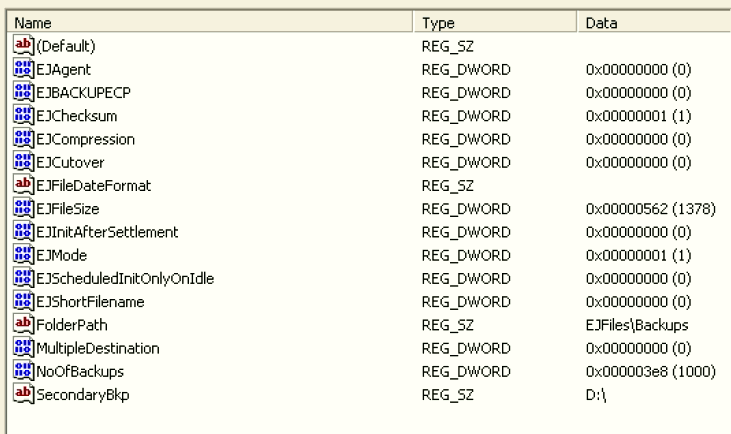 Name Type Data
(Default) REG_SZ
EJAgent REG_DWORD 0x00000000 (0)
EJBACKUPECP REG_DWORD 0x00000000 (0)
EJChecksum REG_DWORD 0x00000001 (1)
EJCompression REG_DWORD 0x00000000 (0)
EJCutover REG_DWORD 0x00000000 (0)
EJFileDateFormat REG_SZ
EJFileSize REG_DWORD 0x00000562 (1378)
EJInitAfterSettlement REG_DWORD 0x00000000 (0)
EJMode REG_DWORD 0x00000001 (1)
EJScheduledInitOnlyOnIdle REG_DWORD 0x00000000 (0)
EJShortFilename REG_DWORD 0x00000000 (0)
FolderPath REG_SZ EJFiles\Backups
MultipleDestination REG_DWORD 0x00000000 (0)
NoOfBackups REG_DWORD 0x000003e8 (1000)
SecondaryBkp REG_SZ D:\